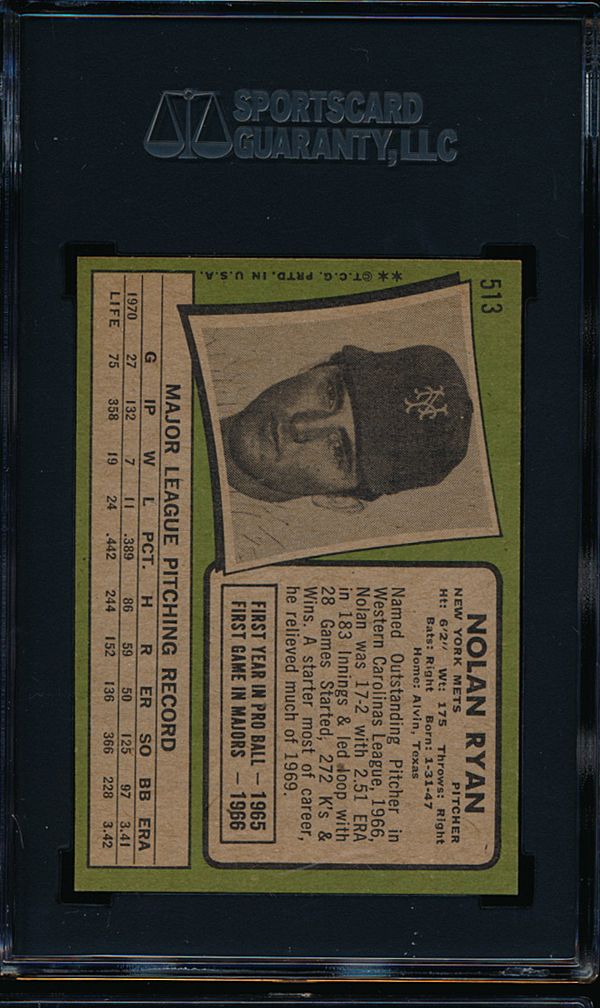 SPORTSCARD
GUARANTY, LLC
513
**©T.C.G. PRTD. IN U.S.A.
NOLAN RYAN
NEW YORK METS PITCHER
Ht: 6'2" Wt: 175 Throws: Right
Bats: Right Born: 1-31-47
Home: Alvin, Texas
Named Outstanding Pitcher in
Western Carolinas League, 1966,
Nolan was 17-2 with 2.51 ERA
in 183 Innings & led loop with
28 Games Started, 272 K's &
Wins. A starter most of career,
he relieved much of 1969.
FIRST YEAR IN PRO BALL — 1965
FIRST GAME IN MAJORS — 1966
MAJOR LEAGUE PITCHING RECORD
G IP W L PCT. H R ER SO BB ERA
1970 27 132 7 11 .389 86 59 50 125 97 3.41
LIFE 75 358 19 24 .442 244 152 136 366 228 3.42